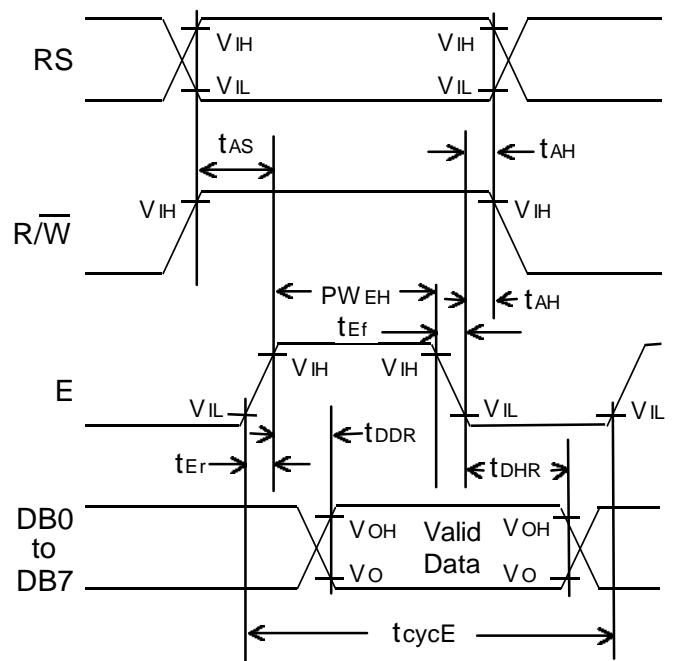 RS
VIH
VIH
VIL
VIL
tAS
tAH
R/W̅
VIH
VIH
PWEH
tAH
tEf
E
VIH
VIH
VIL
VIL
VIL
tDDR
tEr
tDHR
DB0
to
DB7
VOH
Valid
Data
VOH
VO
VO
tcycE